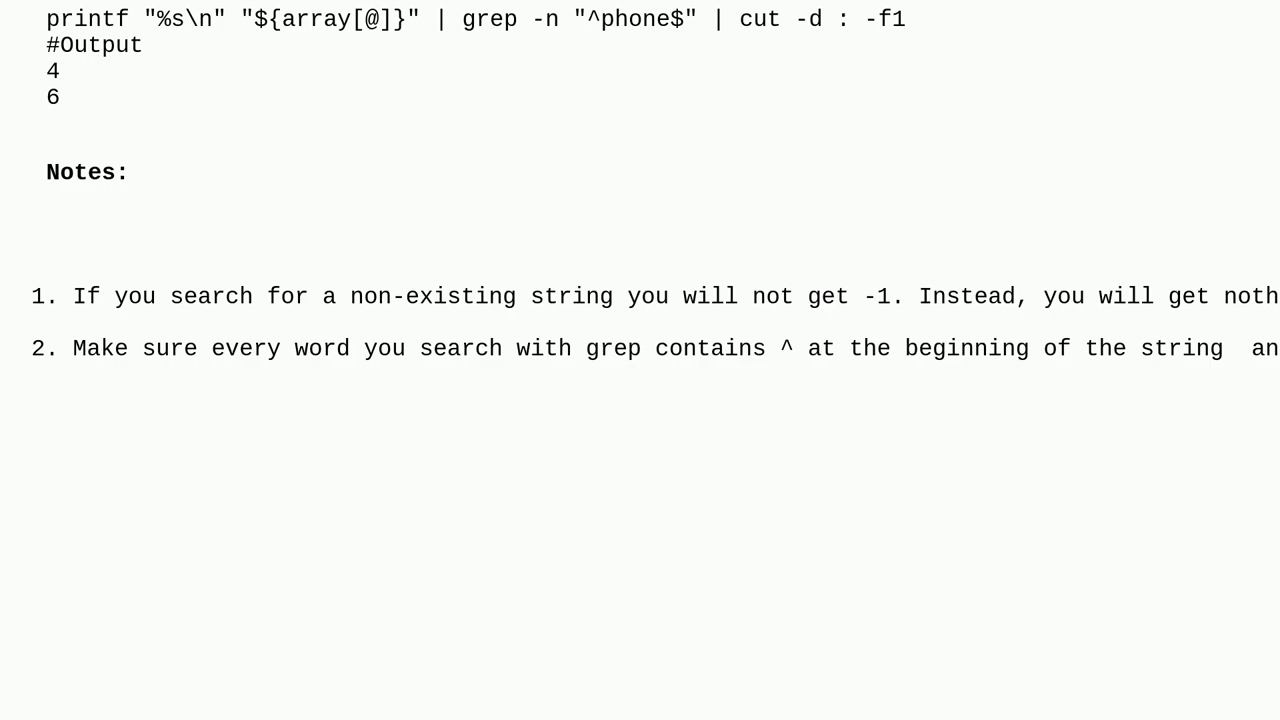 printf "%s\n" "${array[@]}" | grep -n "^phone$" | cut -d : -f1
#Output
4
6
Notes:
1. If you search for a non-existing string you will not get -1. Instead, you will get noth
2. Make sure every word you search with grep contains ^ at the beginning of the string  an